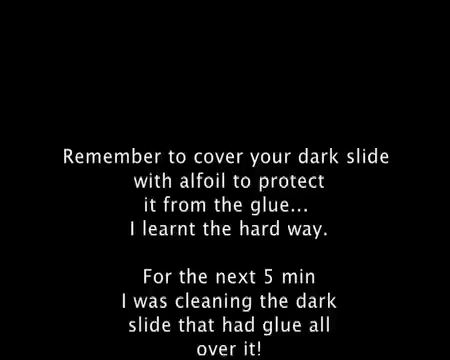 Remember to cover your dark slide
with alfoil to protect
it from the glue...
I learnt the hard way.
For the next 5 min
I was cleaning the dark
slide that had glue all
over it!